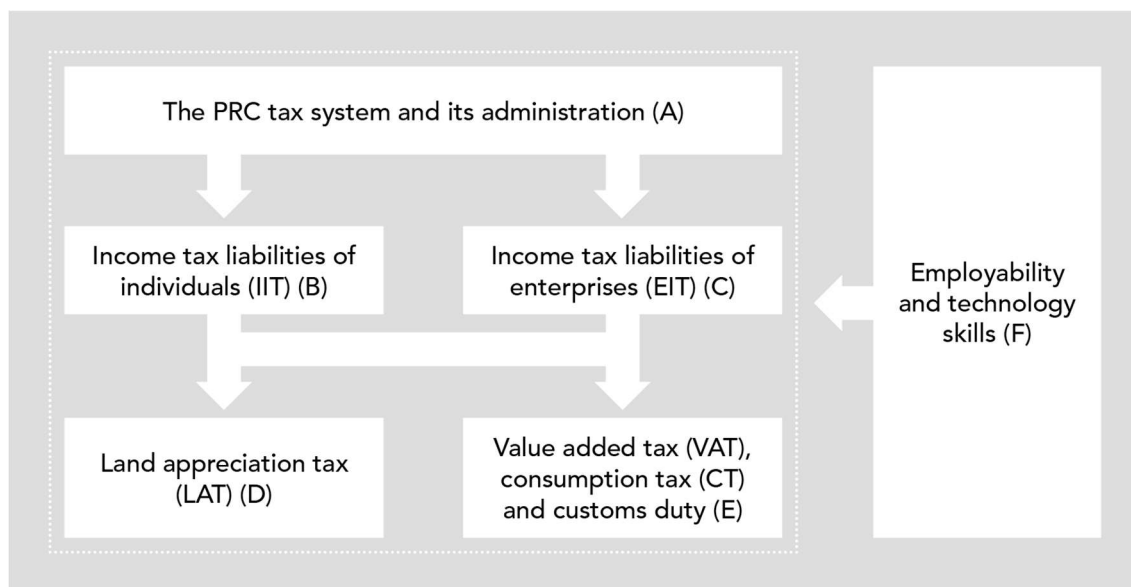 The PRC tax system and its administration (A)
Income tax liabilities of
individuals (IIT) (B)
Income tax liabilities of
enterprises (EIT) (C)
Employability
and technology
skills (F)
Land appreciation tax
(LAT) (D)
Value added tax (VAT),
consumption tax (CT)
and customs duty (E)